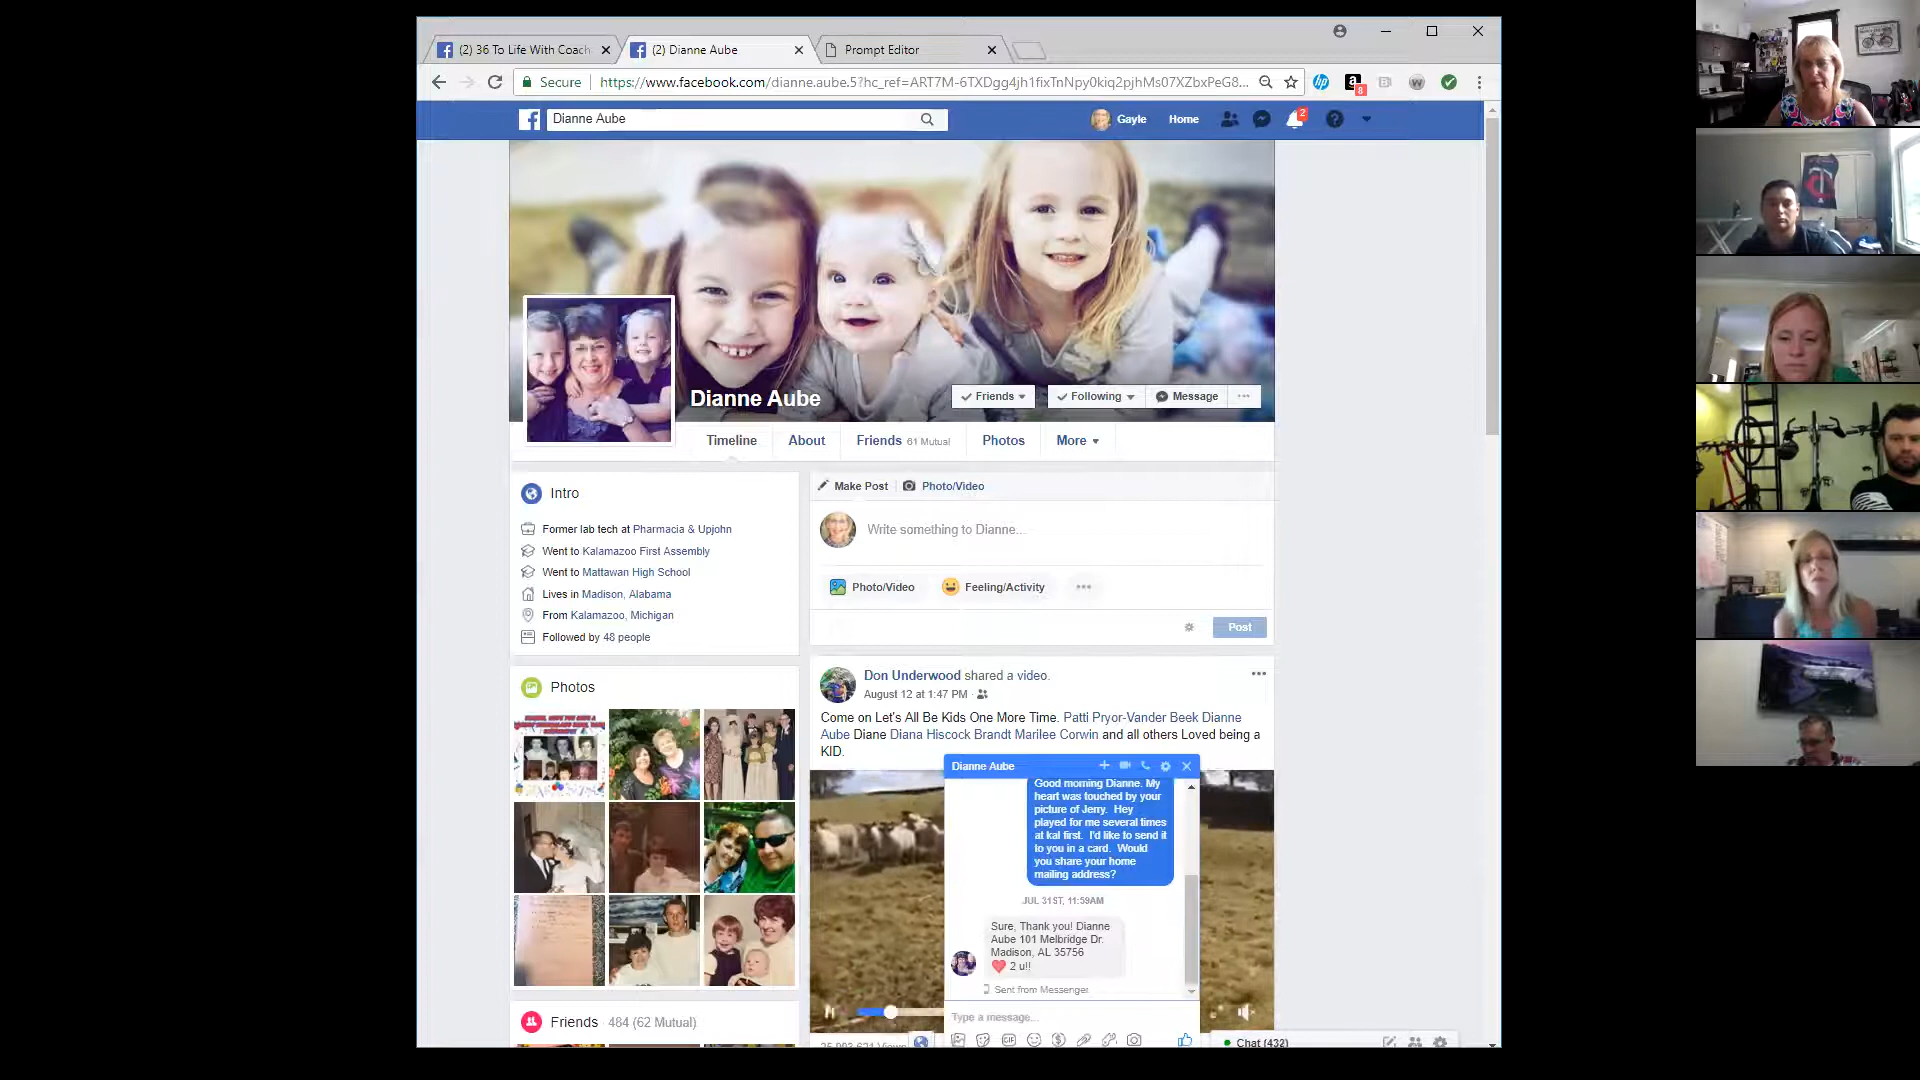 (2) 36 To Life With Coach
(2) Dianne Aube
Prompt Editor
Secure
https://www.facebook.com/dianne.aube.5?hc_ref=ART7M-6TXDgg4jh1fixTnNpy0kiq2pjhMs07XZbxPeG8...
8
Dianne Aube
Gayle
Home
2
Dianne Aube
Friends
Following
Message
Timeline
About
Friends 61 Mutual
Photos
More
Intro
Former lab tech at Pharmacia & Upjohn
Went to Kalamazoo First Assembly
Went to Mattawan High School
Lives in Madison, Alabama
From Kalamazoo, Michigan
Followed by 48 people
Photos
Friends 484 (62 Mutual)
Make Post
Photo/Video
Write something to Dianne...
Photo/Video
Feeling/Activity
Post
Don Underwood shared a video.
August 12 at 1:47 PM ·
Come on Let's All Be Kids One More Time. Patti Pryor-Vander Beek Dianne
Aube Diane Diana Hiscock Brandt Marilee Corwin and all others Loved being a
KID.
Dianne Aube
Good morning Dianne. My
heart was touched by your
picture of Jerry. Hey
played for me several times
at kal first. I'd like to send it
to you in a card. Would
you share your home
mailing address?
JUL 31ST, 11:59AM
Sure, Thank you! Dianne
Aube 101 Melbridge Dr.
Madison, AL 35756
2 u!!
Sent from Messenger
Type a message...
GIF
Chat (432)